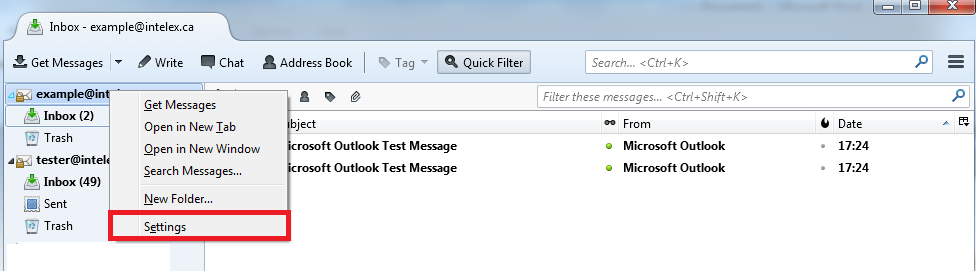 Inbox - example@intelex.ca
Get Messages Write Chat Address Book Tag Quick Filter Search... <Ctrl+K>
example@int
Filter these messages... <Ctrl+Shift+K>
Get Messages
Inbox (2)
ubject From Date
Open in New Tab
Trash
icrosoft Outlook Test Message Microsoft Outlook 17:24
Open in New Window
tester@intele
icrosoft Outlook Test Message Microsoft Outlook 17:24
Search Messages...
Inbox (49)
New Folder...
Sent
Trash
Settings